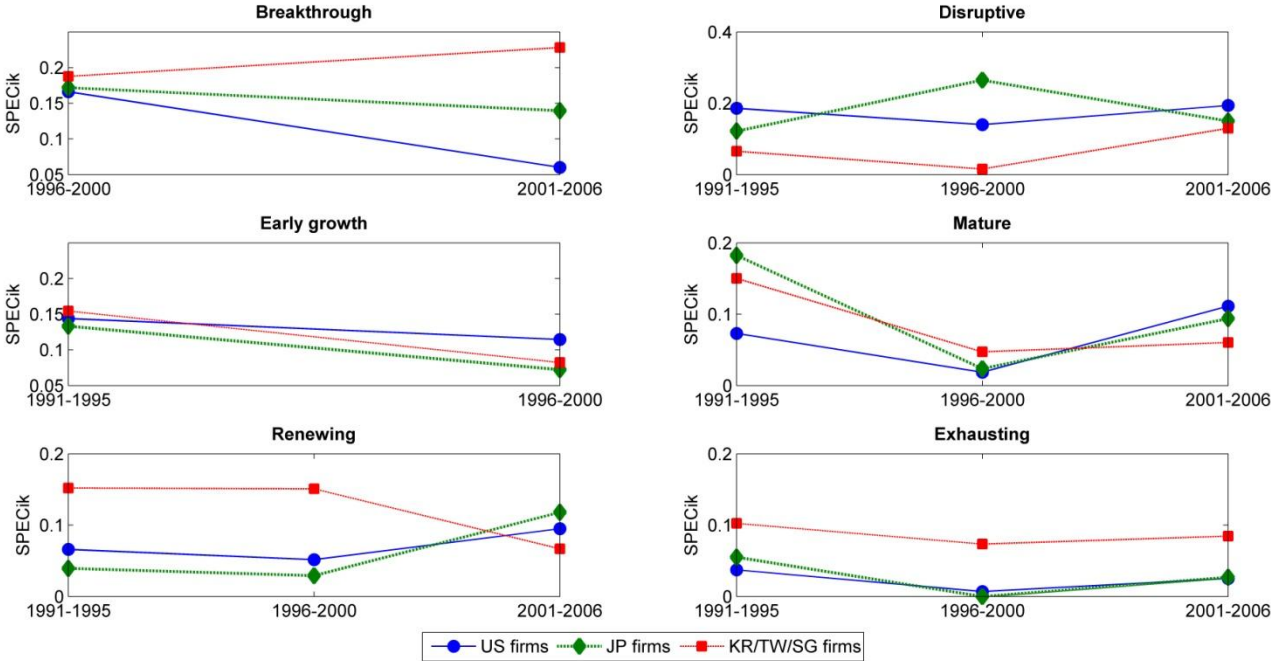 Breakthrough
SPECik
0.2
0.15
0.1
0.05
1996-2000 2001-2006
Disruptive
SPECik
0.4
0.2
0
1991-1995 1996-2000 2001-2006
Early growth
SPECik
0.2
0.15
0.1
0.05
1991-1995 1996-2000
Mature
SPECik
0.2
0.1
0
1991-1995 1996-2000 2001-2006
Renewing
SPECik
0.2
0.1
0
1991-1995 1996-2000 2001-2006
Exhausting
SPECik
0.2
0.1
0
1991-1995 1996-2000 2001-2006
US firms JP firms KR/TW/SG firms